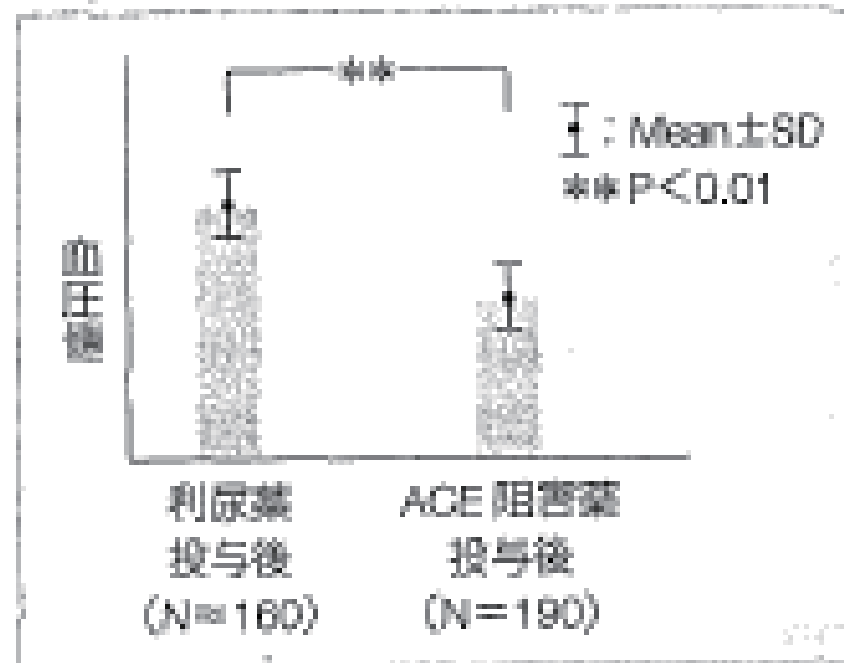 **
: Mean±SD
** P<0.01
血圧値
利尿薬
投与後
(N=160)
ACE 阻害薬
投与後
(N=190)